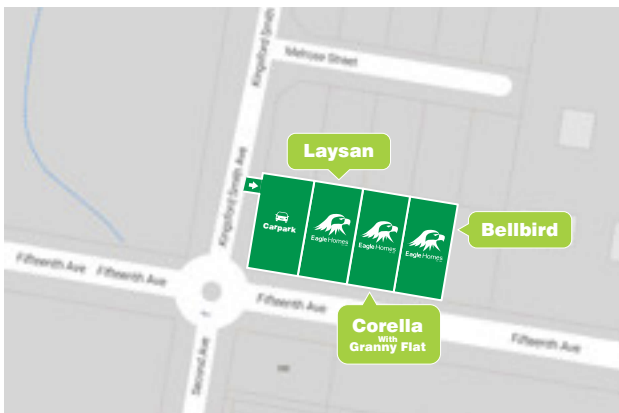 Kingsford Smith
Melrose Street
Laysan
Kingsford Smith Ave
Carpark
Eagle Homes
Eagle Homes
Eagle Homes
Bellbird
Fifteenth Ave
Fifteenth Ave
Fifteenth Ave
Corella
With
Granny Flat
Fifteenth Ave
Second Ave